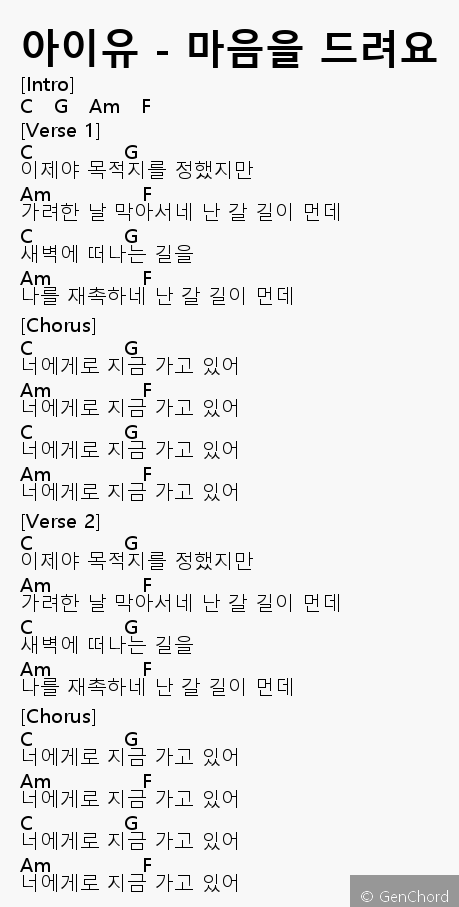 아이유 - 마음을 드려요
[Intro]
C G Am F
[Verse 1]
C G
이제야 목적지를 정했지만
Am F
가려한 날 막아서네 난 갈 길이 먼데
C G
새벽에 떠나는 길을
Am F
나를 재촉하네 난 갈 길이 먼데
[Chorus]
C G
너에게로 지금 가고 있어
Am F
너에게로 지금 가고 있어
C G
너에게로 지금 가고 있어
Am F
너에게로 지금 가고 있어
[Verse 2]
C G
이제야 목적지를 정했지만
Am F
가려한 날 막아서네 난 갈 길이 먼데
C G
새벽에 떠나는 길을
Am F
나를 재촉하네 난 갈 길이 먼데
[Chorus]
C G
너에게로 지금 가고 있어
Am F
너에게로 지금 가고 있어
C G
너에게로 지금 가고 있어
Am F
너에게로 지금 가고 있어
© GenChord